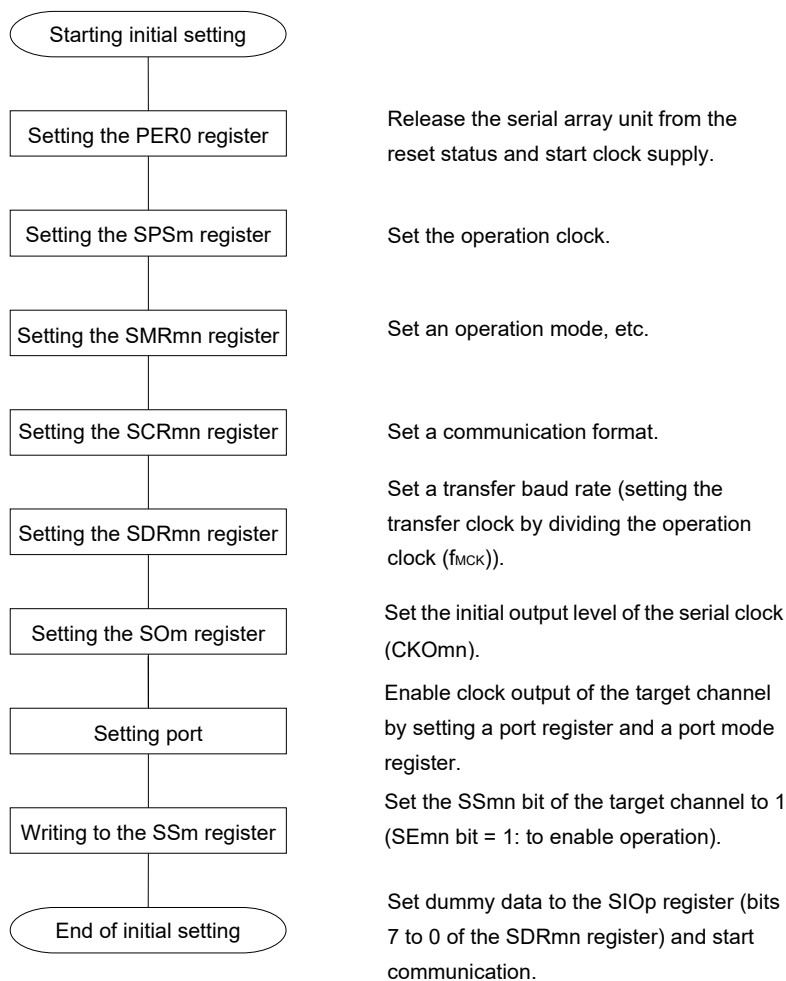 Starting initial setting
Setting the PER0 register
Release the serial array unit from the
reset status and start clock supply.
Setting the SPSm register
Set the operation clock.
Setting the SMRmn register
Set an operation mode, etc.
Setting the SCRmn register
Set a communication format.
Setting the SDRmn register
Set a transfer baud rate (setting the
transfer clock by dividing the operation
clock (fMCK)).
Setting the SOm register
Set the initial output level of the serial clock
(CKOmn).
Setting port
Enable clock output of the target channel
by setting a port register and a port mode
register.
Writing to the SSm register
Set the SSmn bit of the target channel to 1
(SEmn bit = 1: to enable operation).
End of initial setting
Set dummy data to the SIOp register (bits
7 to 0 of the SDRmn register) and start
communication.